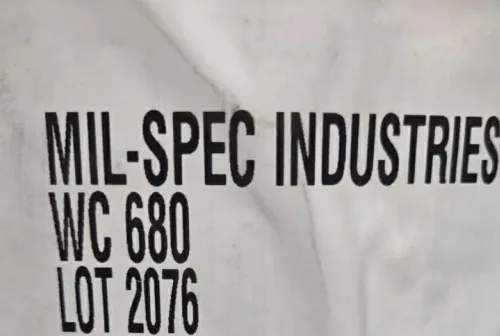 MIL-SPEC INDUSTRIES
WC 680
LOT 2076